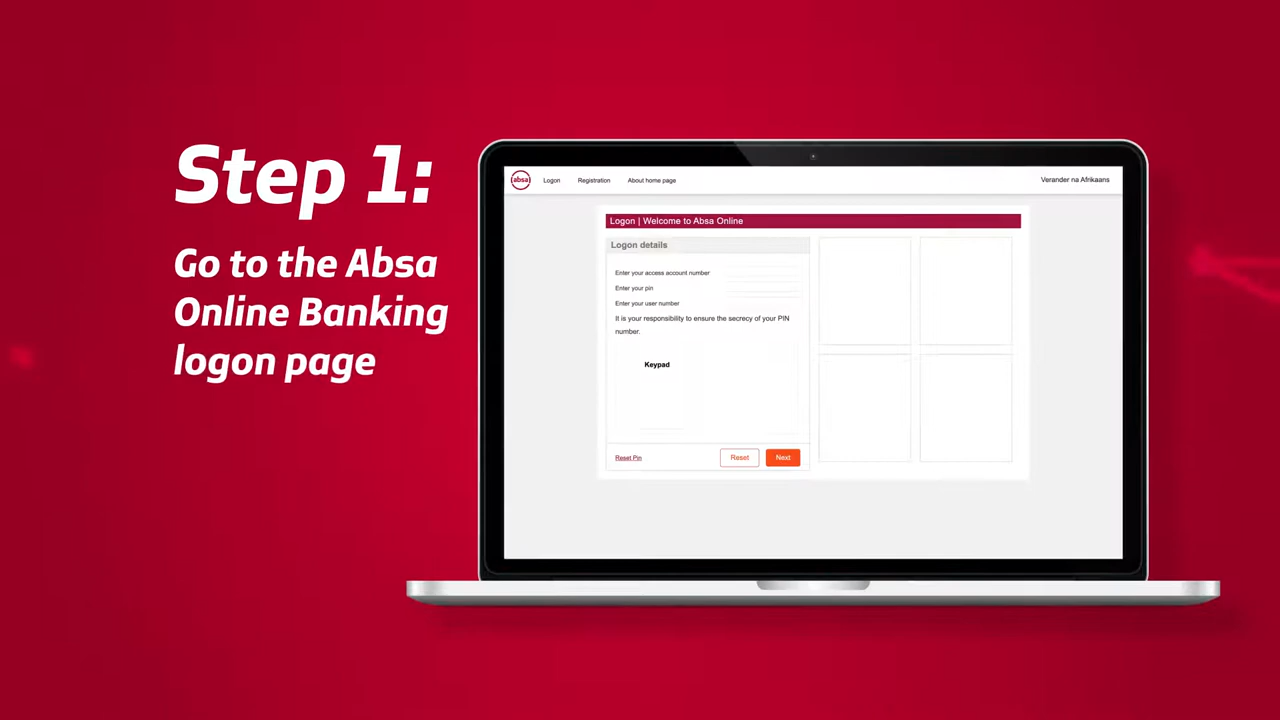 Step 1:
Go to the Absa
Online Banking
logon page
absa
Logon
Registration
About home page
Verander na Afrikaans
Logon | Welcome to Absa Online
Logon details
Enter your access account number
Enter your pin
Enter your user number
It is your responsibility to ensure the secrecy of your PIN
number.
Keypad
Reset Pin
Reset
Next